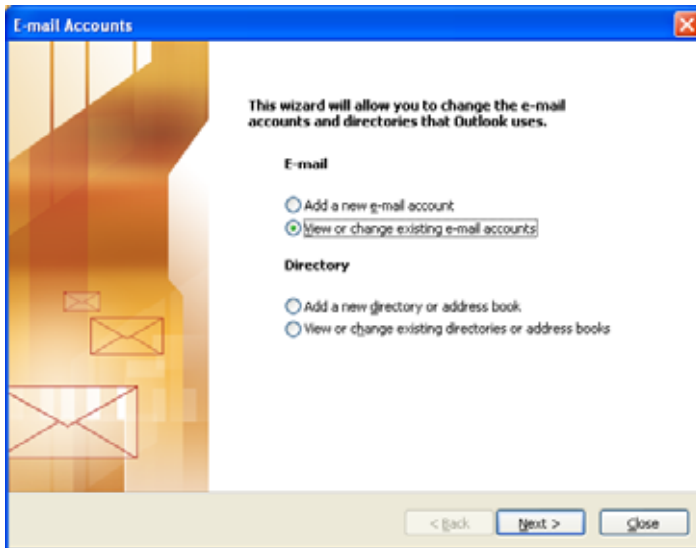 E-mail Accounts
This wizard will allow you to change the e-mail
accounts and directories that Outlook uses.
E-mail
Add a new e-mail account
View or change existing e-mail accounts
Directory
Add a new directory or address book
View or change existing directories or address books
< Back
Next >
Close